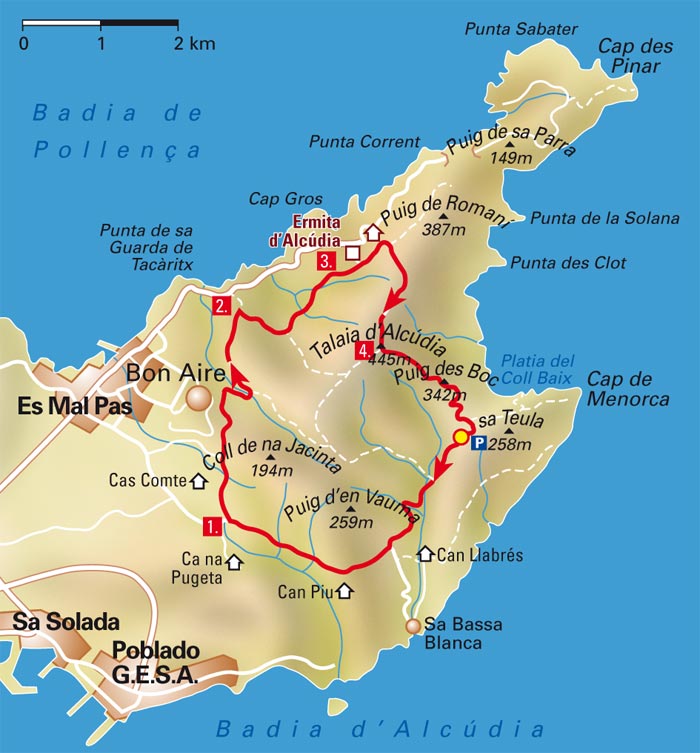 0 1 2 km
Punta Sabater
Cap des
Pinar
Badia de
Pollença
Punta Corrent
Puig de sa Parra
149m
Cap Gros
Puig de Romani
387m
Ermita
d'Alcúdia
Punta de la Solana
Punta de sa
Guarda de
Tacàritx
3.
Punta des Clot
2.
Talaia d'Alcúdia
4.
445m
Platia del
Coll Baix
Puig des Boc
342m
Cap de
Menorca
Bon Aire
Es Mal Pas
sa Teula
P
258m
Coll de na Jacinta
194m
Cas Comte
Puig d'en Vauma
259m
1.
Ca na
Pugeta
Can Llabrés
Can Piu
Sa Solada
Sa Bassa
Blanca
Poblado
G.E.S.A.
Badia d'Alcúdia